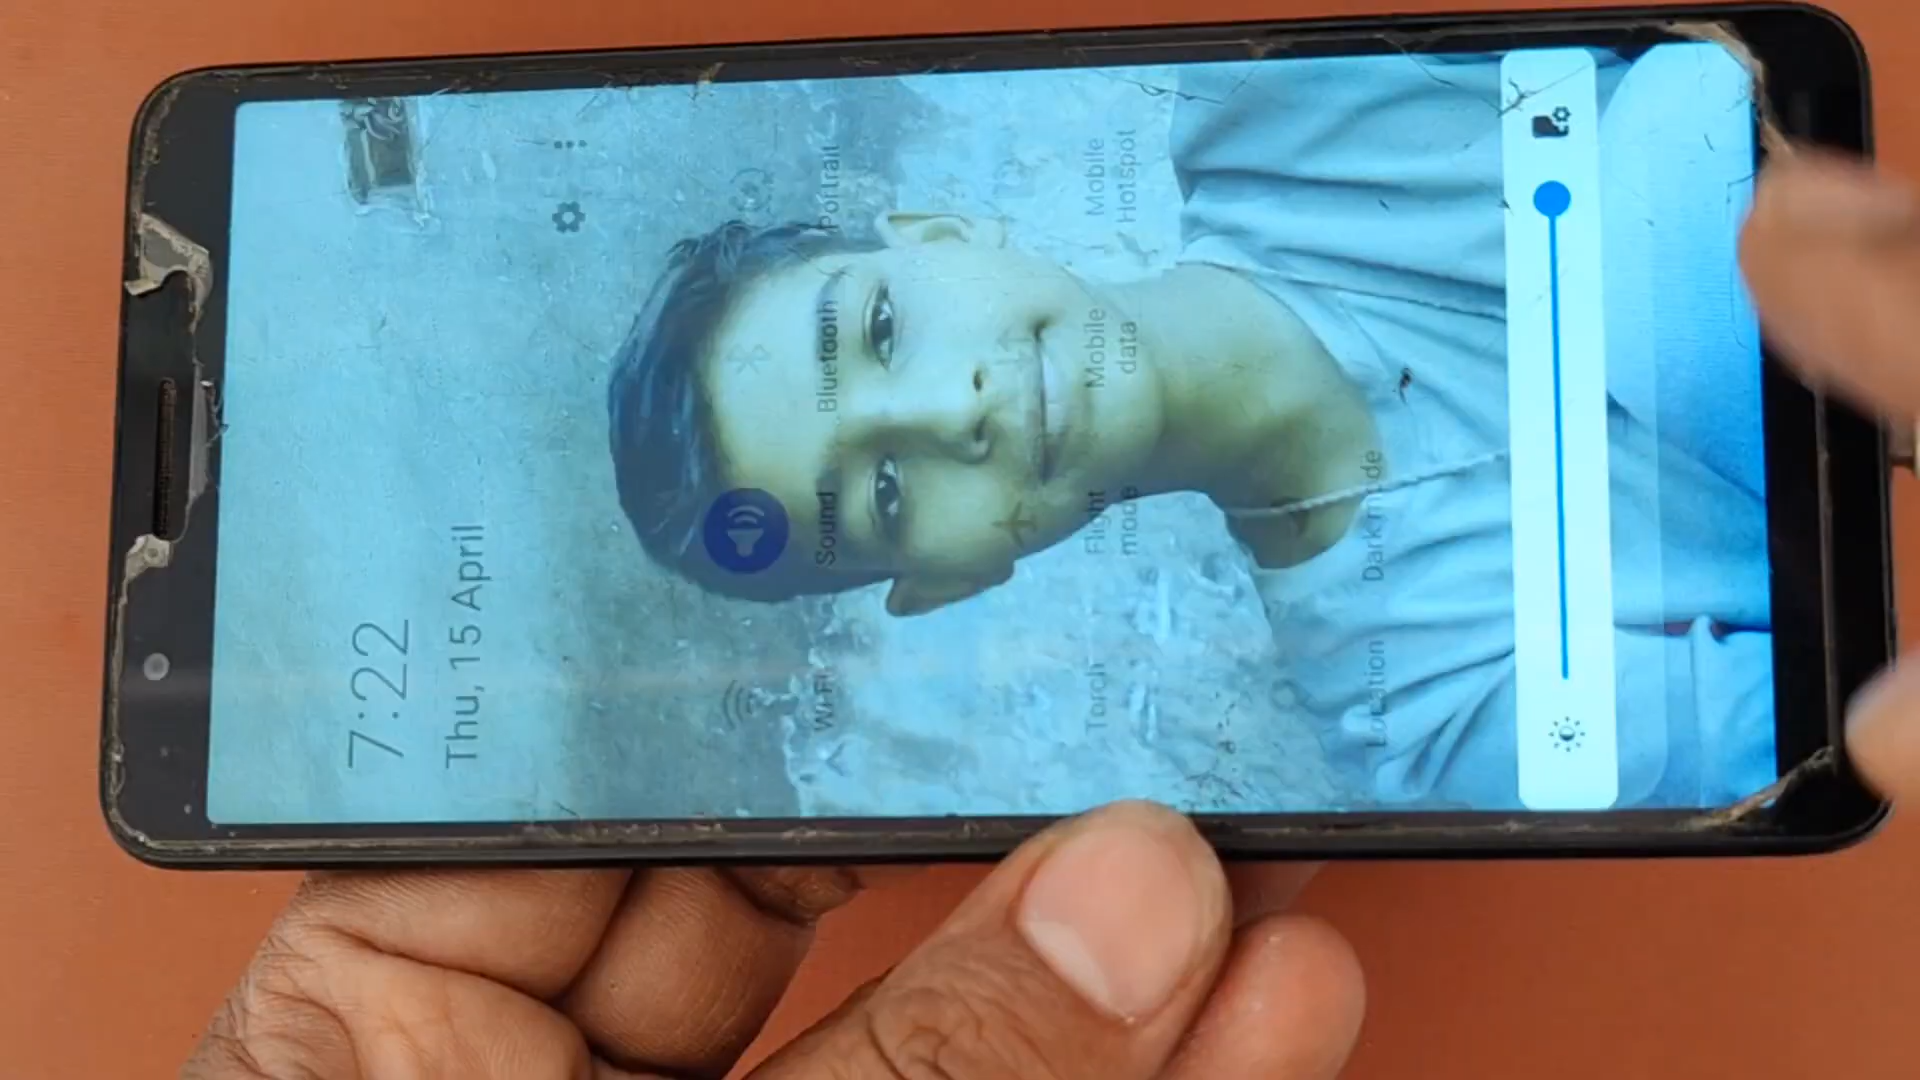 7:22
Thu, 15 April
Wi-Fi
Sound
Bluetooth
Portrait
Torch
Flight
mode
Mobile
data
Mobile
Hotspot
Location
Dark mode